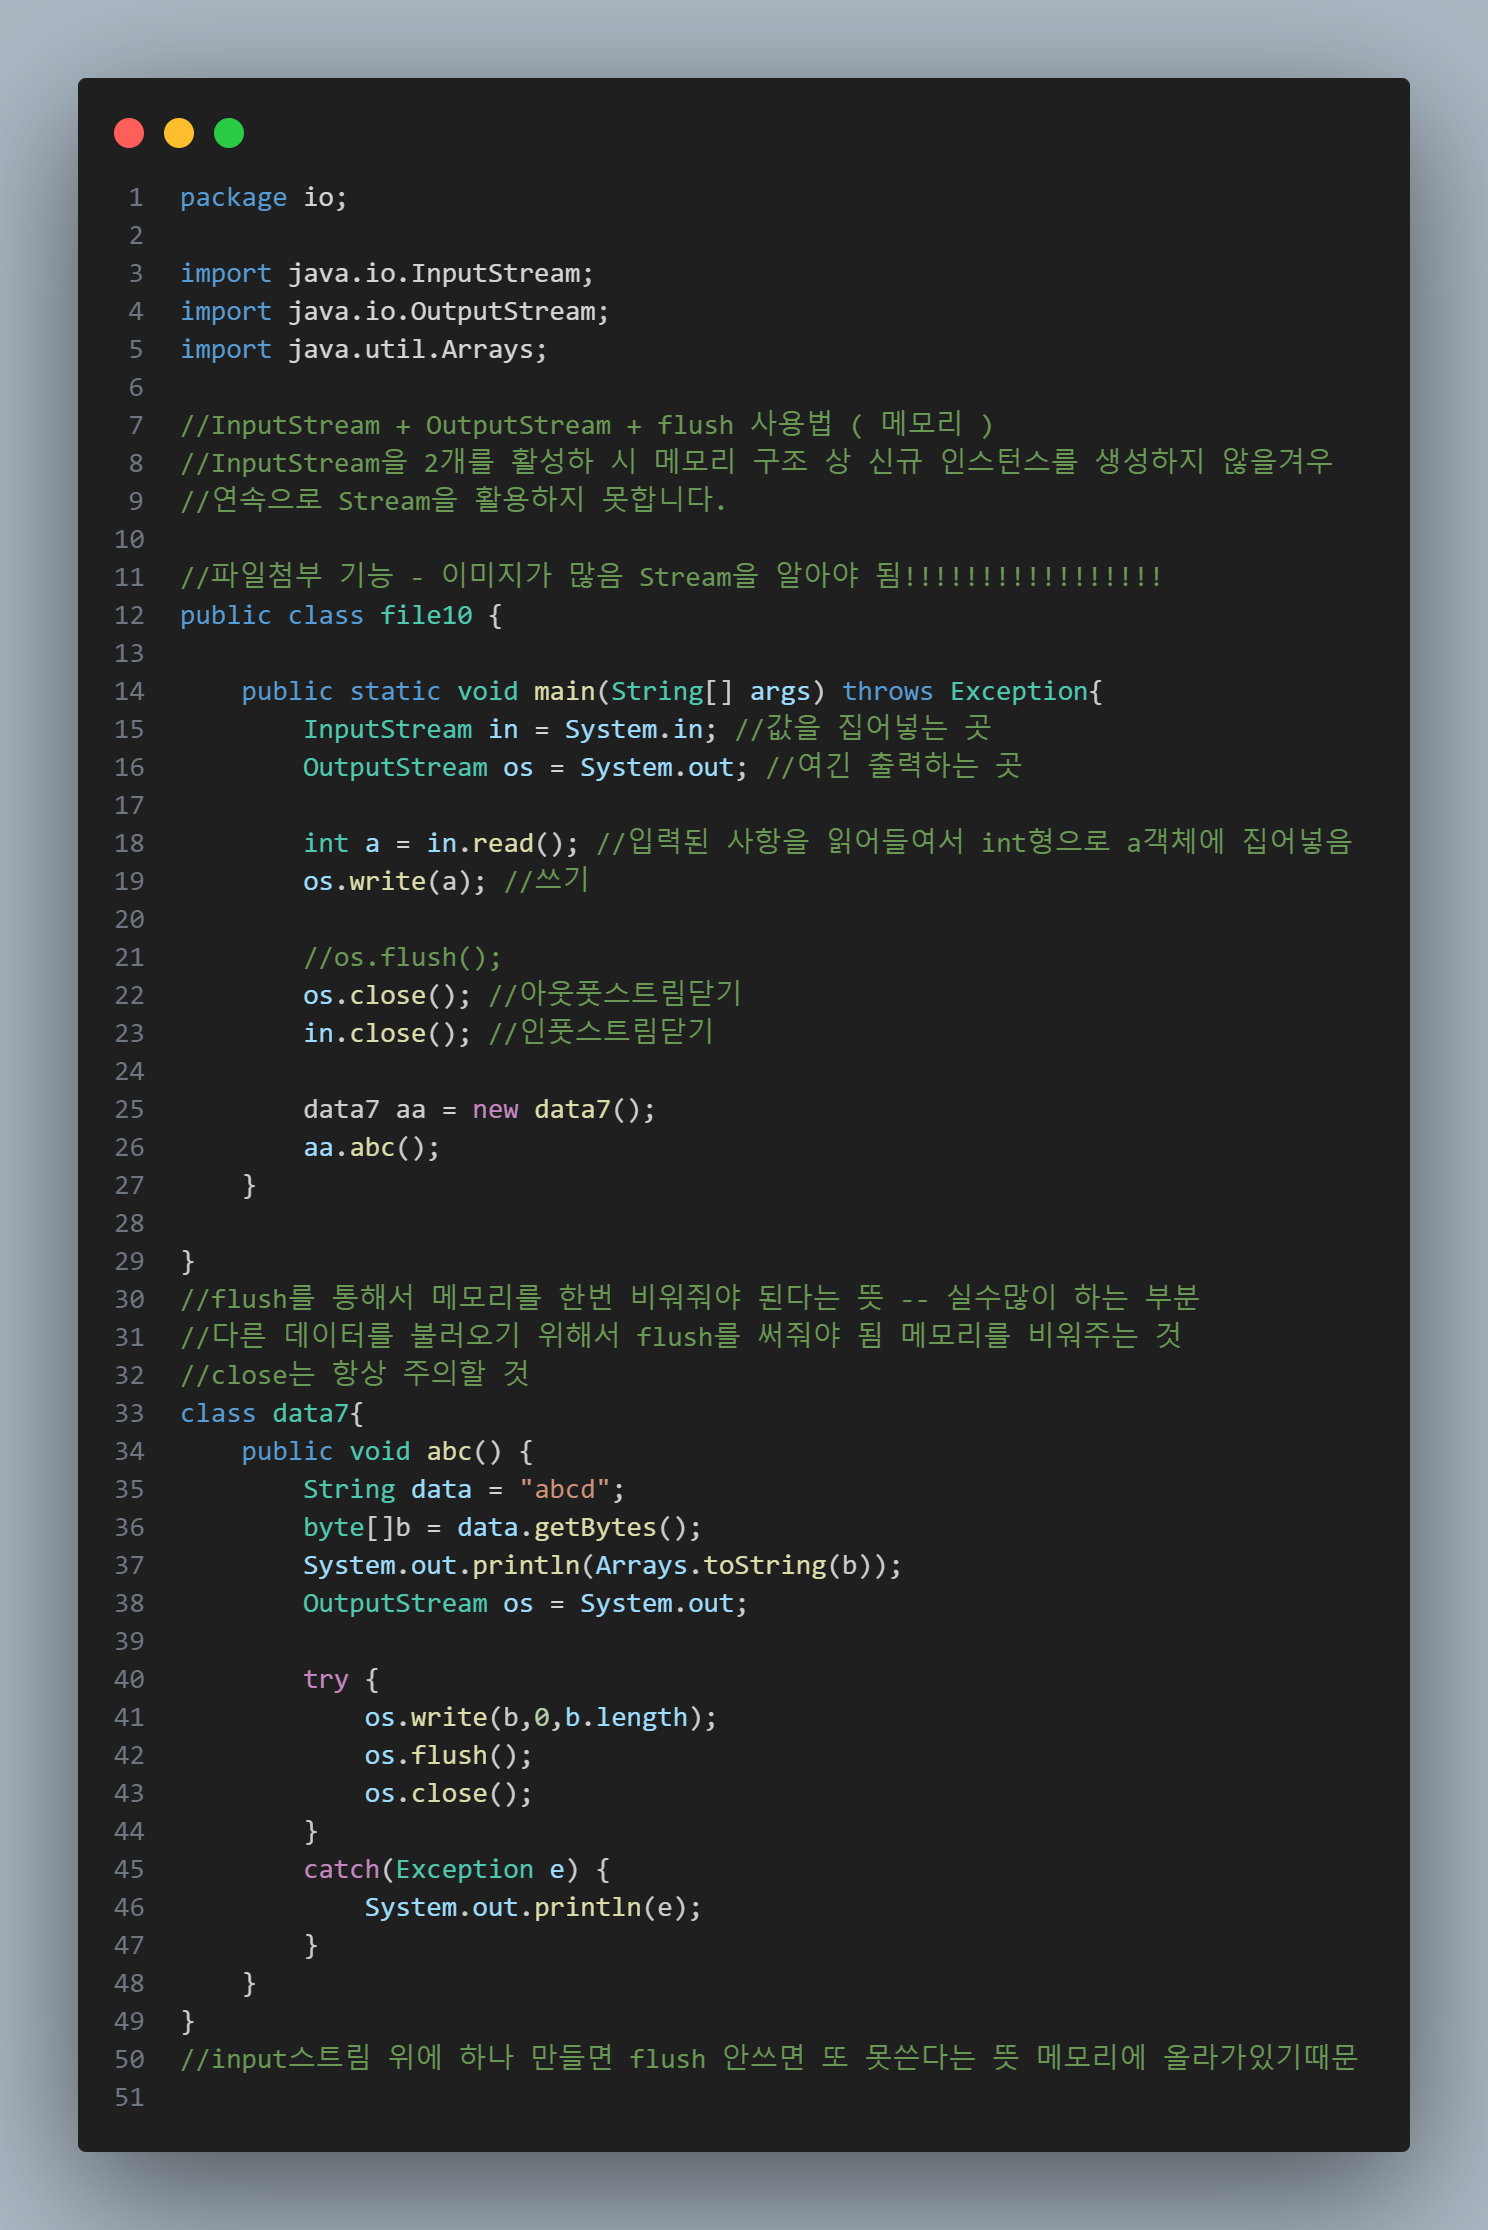 1 package io;
2
3 import java.io.InputStream;
4 import java.io.OutputStream;
5 import java.util.Arrays;
6
7 //InputStream + OutputStream + flush 사용법 ( 메모리 )
8 //InputStream을 2개를 활성하 시 메모리 구조 상 신규 인스턴스를 생성하지 않을겨우
9 //연속으로 Stream을 활용하지 못합니다.
10
11 //파일첨부 기능 - 이미지가 많음 Stream을 알아야 됨!!!!!!!!!!!!!!!!!
12 public class file10 {
13
14     public static void main(String[] args) throws Exception{
15         InputStream in = System.in; //값을 집어넣는 곳
16         OutputStream os = System.out; //여긴 출력하는 곳
17
18         int a = in.read(); //입력된 사항을 읽어들여서 int형으로 a객체에 집어넣음
19         os.write(a); //쓰기
20
21         //os.flush();
22         os.close(); //아웃풋스트림닫기
23         in.close(); //인풋스트림닫기
24
25         data7 aa = new data7();
26         aa.abc();
27     }
28
29 }
30 //flush를 통해서 메모리를 한번 비워줘야 된다는 뜻 -- 실수많이 하는 부분
31 //다른 데이터를 불러오기 위해서 flush를 써줘야 됨 메모리를 비워주는 것
32 //close는 항상 주의할 것
33 class data7{
34     public void abc() {
35         String data = "abcd";
36         byte[]b = data.getBytes();
37         System.out.println(Arrays.toString(b));
38         OutputStream os = System.out;
39
40         try {
41             os.write(b,0,b.length);
42             os.flush();
43             os.close();
44         }
45         catch(Exception e) {
46             System.out.println(e);
47         }
48     }
49 }
50 //input스트림 위에 하나 만들면 flush 안쓰면 또 못쓴다는 뜻 메모리에 올라가있기때문
51